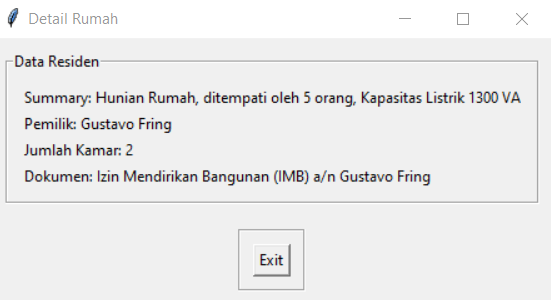 Detail Rumah
Data Residen
Summary: Hunian Rumah, ditempati oleh 5 orang, Kapasitas Listrik 1300 VA
Pemilik: Gustavo Fring
Jumlah Kamar: 2
Dokumen: Izin Mendirikan Bangunan (IMB) a/n Gustavo Fring
Exit